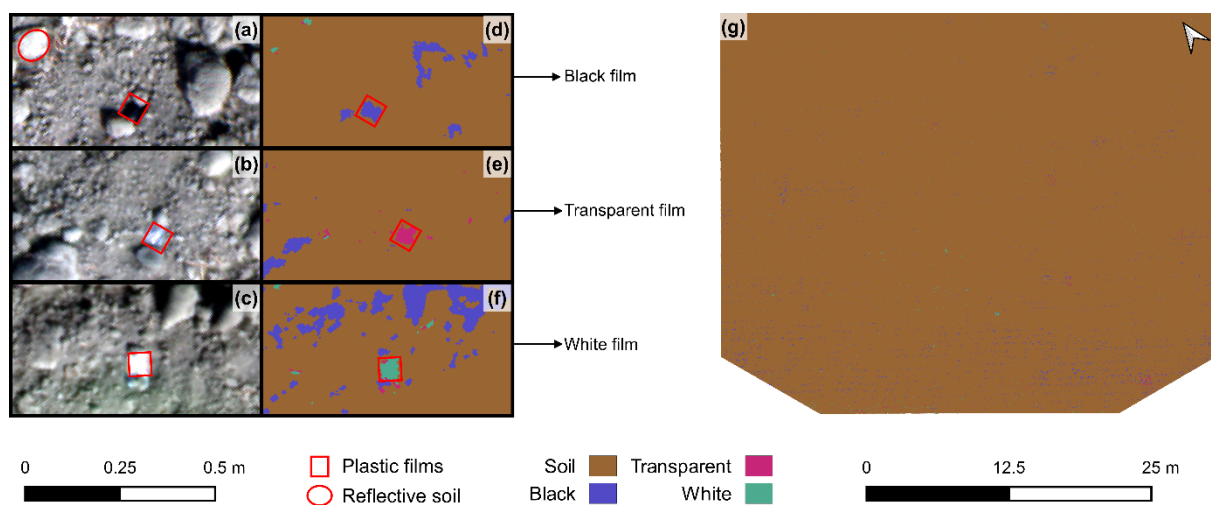 (a)
(d)
(g)
Black film
(b)
(e)
Transparent film
(c)
(f)
White film
0 0.25 0.5 m
Plastic films
Reflective soil
Soil
Transparent
Black
White
0 12.5 25 m